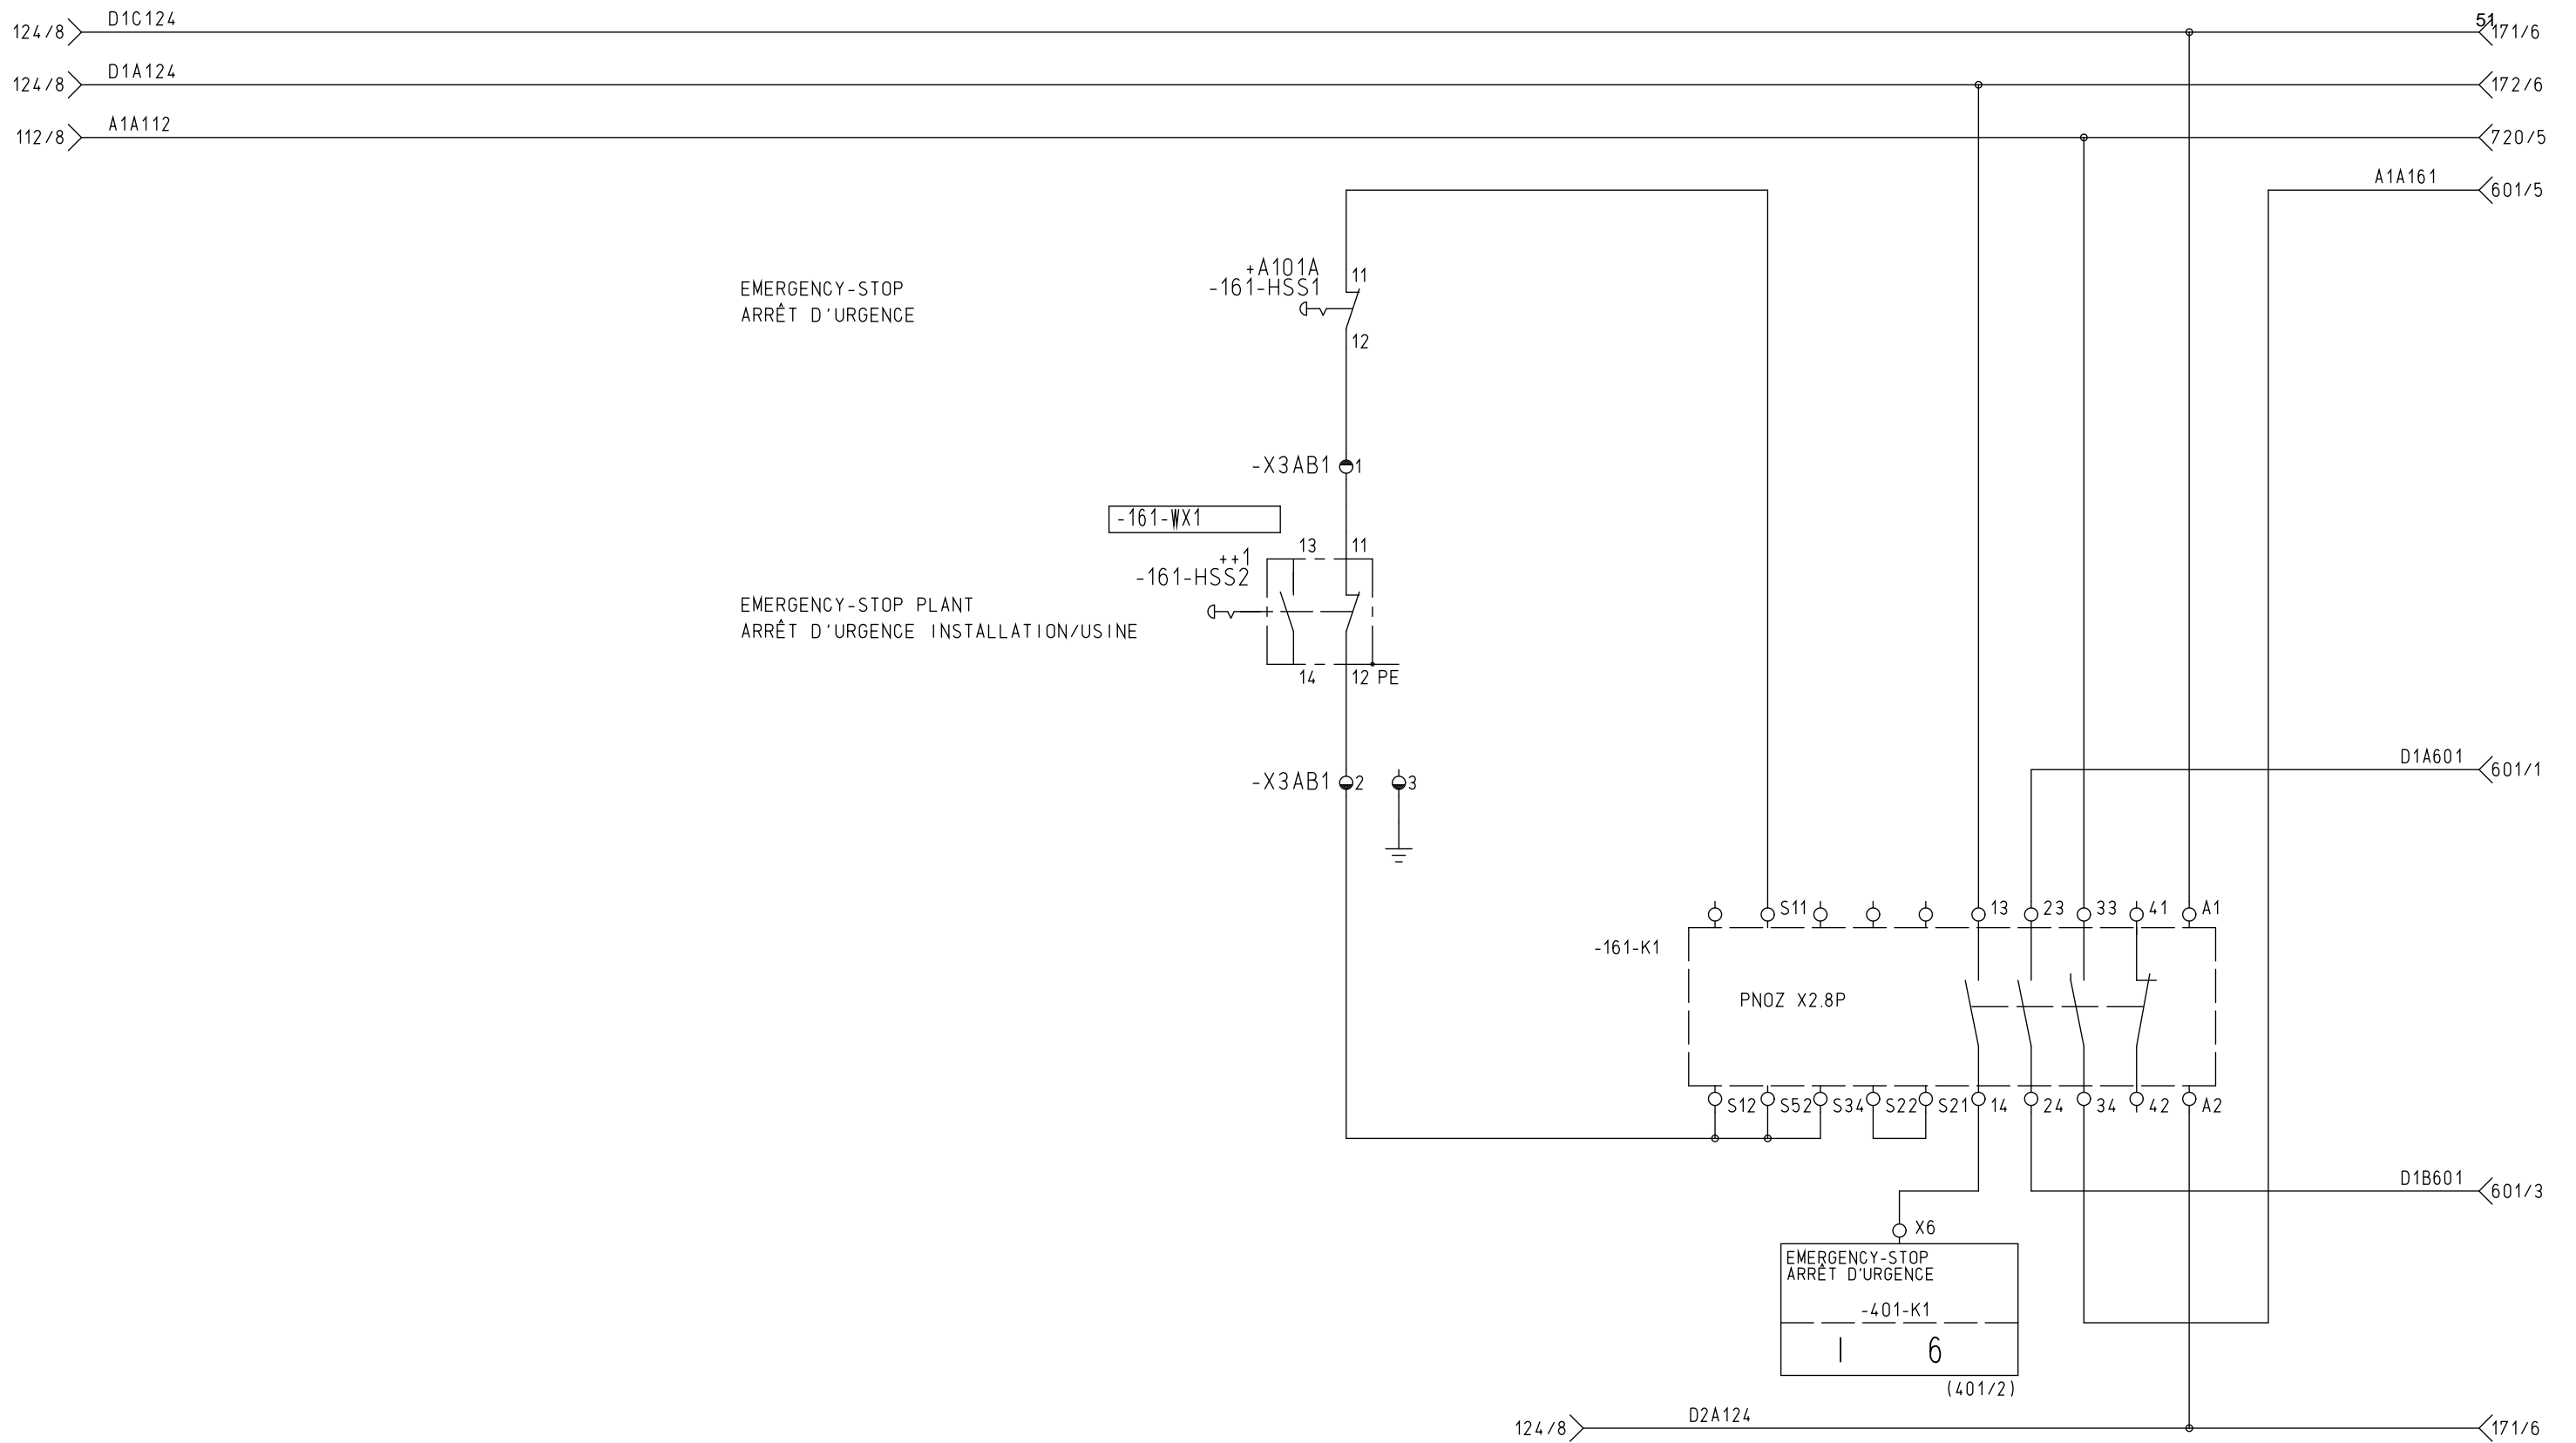 D1C124
51
124/8
171/6
D1A124
124/8
172/6
A1A112
112/8
720/5
A1A161
601/5
+A101A
11
-161-HSS1
EMERGENCY-STOP
ARRÊT D'URGENCE
12
-X3AB1
1
-161-WX1
13
11
++1
-161-HSS2
EMERGENCY-STOP PLANT
ARRÊT D'URGENCE INSTALLATION/USINE
14
12
PE
D1A601
601/1
-X3AB1
2
3
S11
13
23
33
41
A1
-161-K1
PNOZ X2.8P
S12
S52
S34
S22
S21
14
24
34
42
A2
D1B601
601/3
X6
EMERGENCY-STOP
ARRÊT D'URGENCE
-401-K1
I 6
(401/2)
D2A124
124/8
171/6